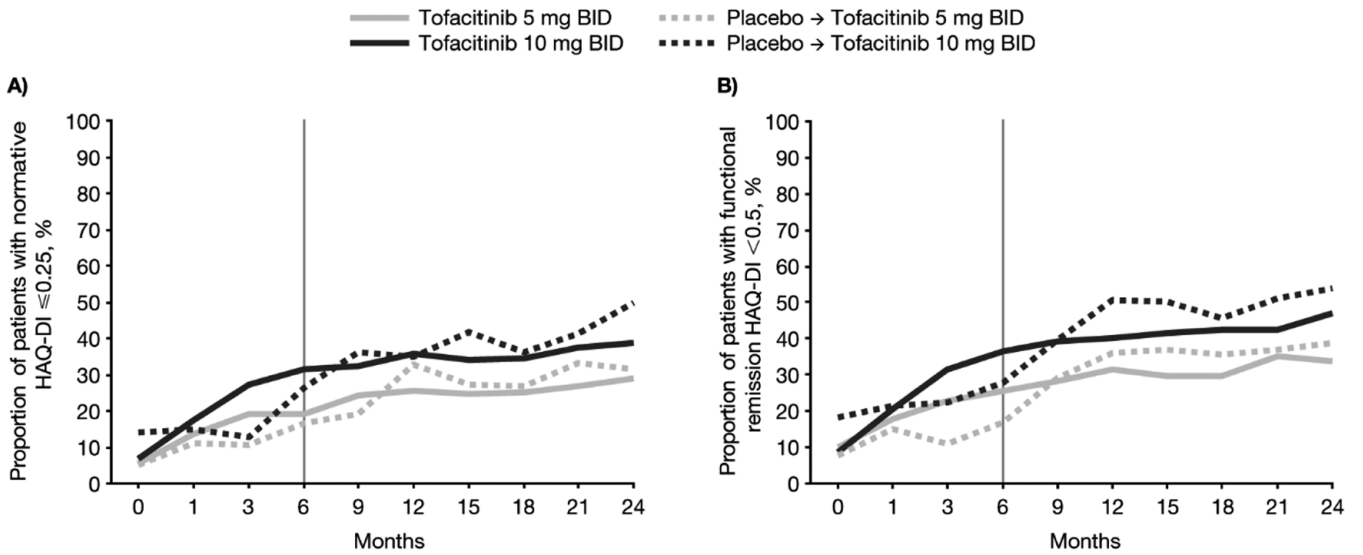 Tofacitinib 5 mg BID
Tofacitinib 10 mg BID
Placebo → Tofacitinib 5 mg BID
Placebo → Tofacitinib 10 mg BID
A)
Proportion of patients with normative
HAQ-DI ≤0.25, %
100
90
80
70
60
50
40
30
20
10
0
0 1 3 6 9 12 15 18 21 24
Months
B)
Proportion of patients with functional
remission HAQ-DI <0.5, %
100
90
80
70
60
50
40
30
20
10
0
0 1 3 6 9 12 15 18 21 24
Months